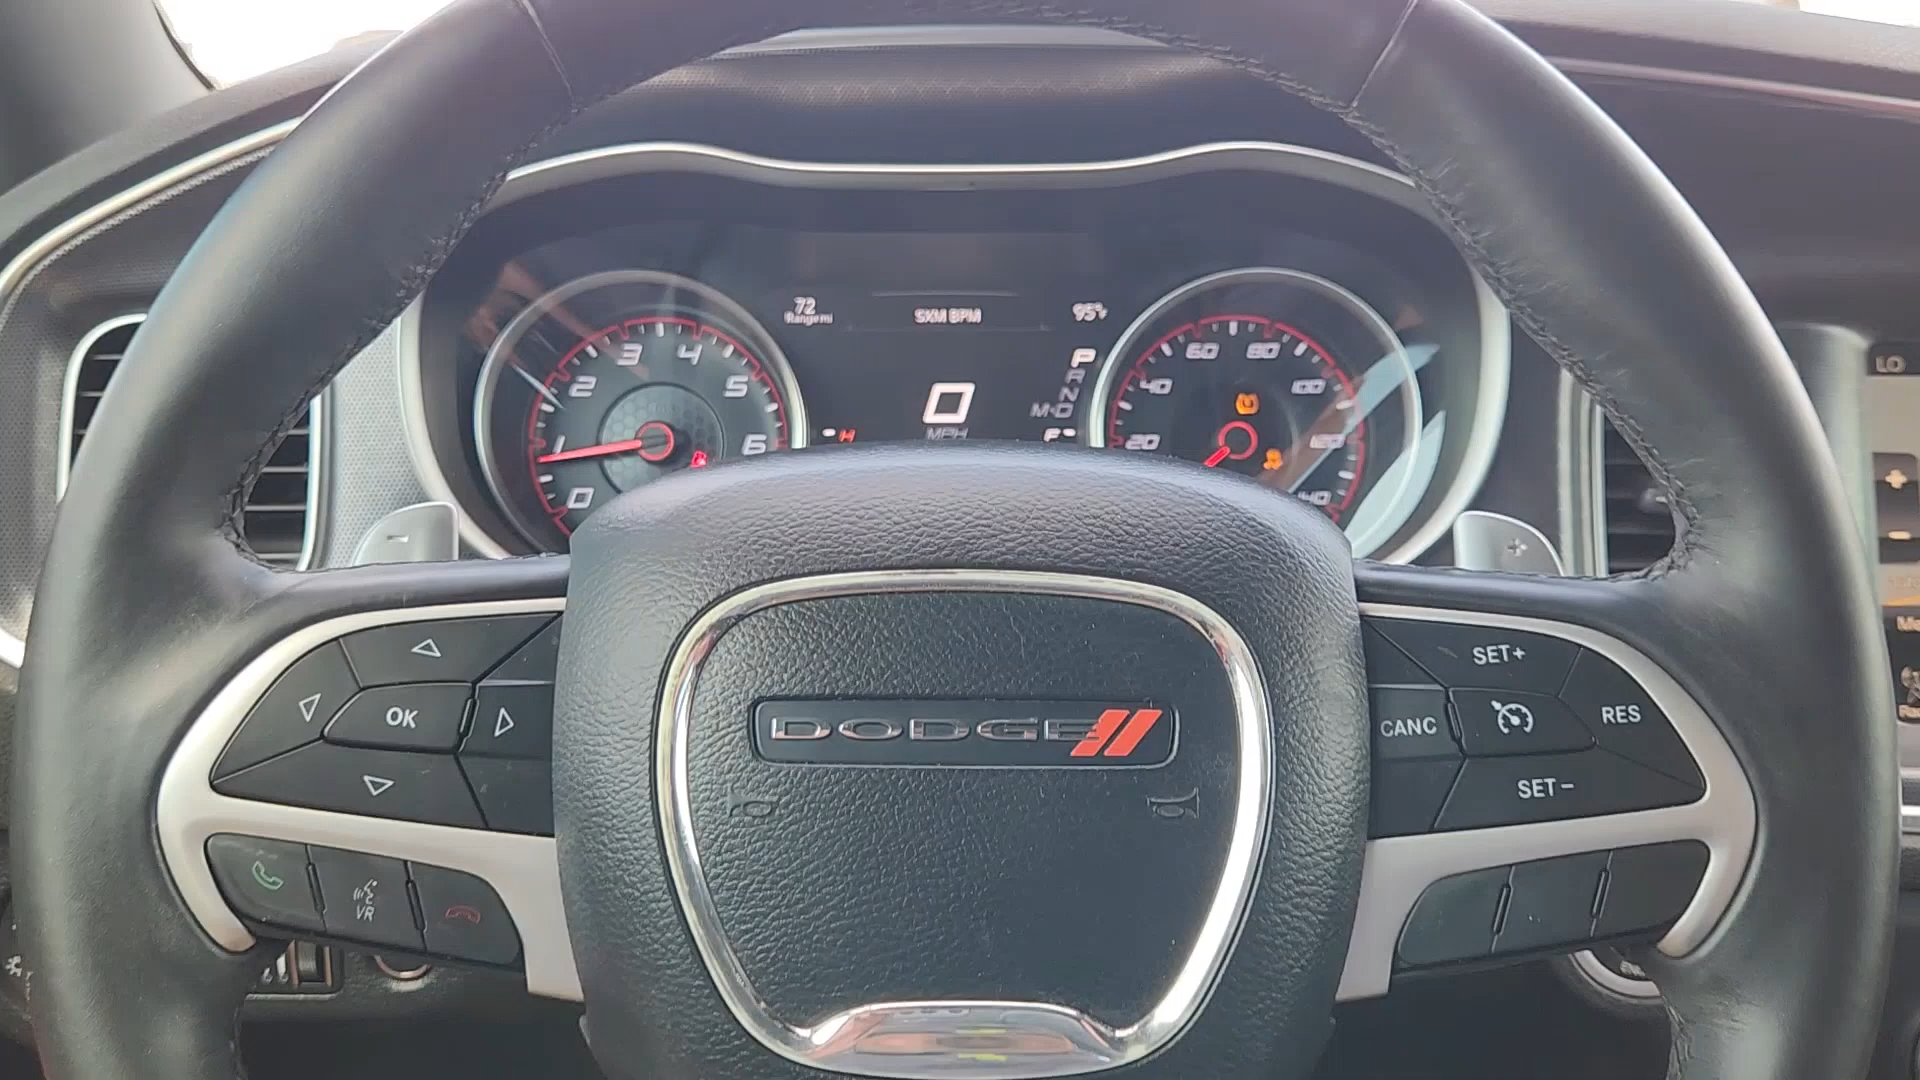 72
Range mi
SXM BPM
95°F
0
1
2
3
4
5
6
H
0
MPH
P
R
N
M◂D
F
20
40
60
80
100
120
140
LO
+
-
-
+
OK
DODGE
SET+
CANC
RES
SET-
VR